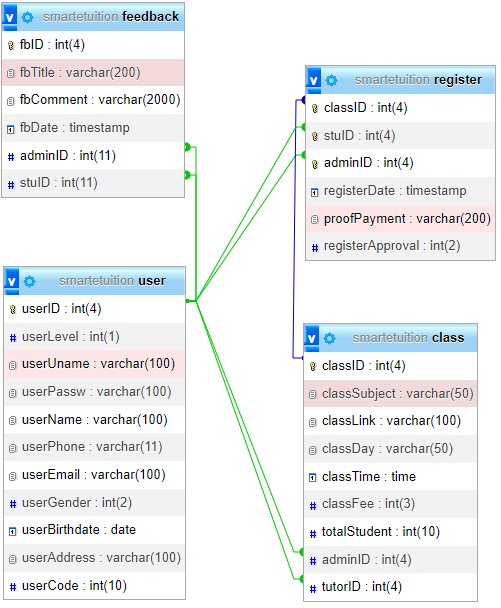 v smartetuition feedback
fbID : int(4)
fbTitle : varchar(200)
fbComment : varchar(2000)
fbDate : timestamp
# adminID : int(11)
# stuID : int(11)
v smartetuition register
classID : int(4)
stuID : int(4)
adminID : int(4)
registerDate : timestamp
proofPayment : varchar(200)
# registerApproval : int(2)
v smartetuition user
userID : int(4)
# userLevel : int(1)
userUname : varchar(100)
userPassw : varchar(100)
userName : varchar(100)
userPhone : varchar(11)
userEmail : varchar(100)
# userGender : int(2)
userBirthdate : date
userAddress : varchar(100)
# userCode : int(10)
v smartetuition class
classID : int(4)
classSubject : varchar(50)
classLink : varchar(100)
classDay : varchar(50)
classTime : time
# classFee : int(3)
# totalStudent : int(10)
# adminID : int(4)
# tutorID : int(4)